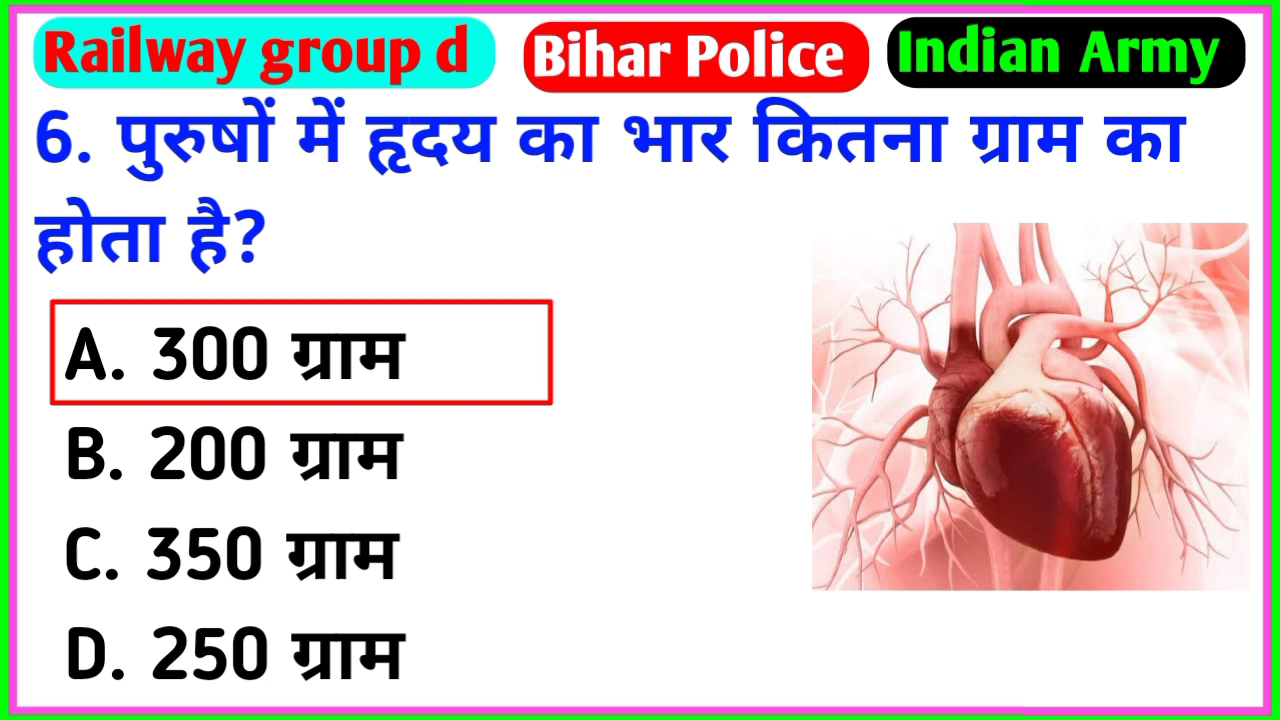 Railway group d
Bihar Police
Indian Army
6. पुरुषों में हृदय का भार कितना ग्राम का
होता है?
A. 300 ग्राम
B. 200 ग्राम
C. 350 ग्राम
D. 250 ग्राम